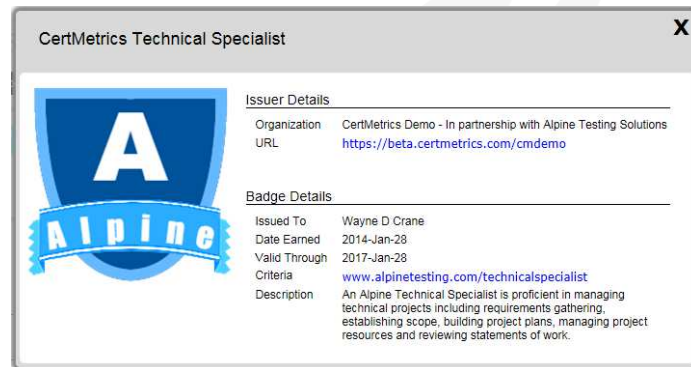 CertMetrics Technical Specialist
X
A
Alpine
Issuer Details
Organization CertMetrics Demo - In partnership with Alpine Testing Solutions
URL https://beta.certmetrics.com/cmdemo
Badge Details
Issued To Wayne D Crane
Date Earned 2014-Jan-28
Valid Through 2017-Jan-28
Criteria www.alpinetesting.com/technicalspecialist
Description An Alpine Technical Specialist is proficient in managing
technical projects including requirements gathering,
establishing scope, building project plans, managing project
resources and reviewing statements of work.